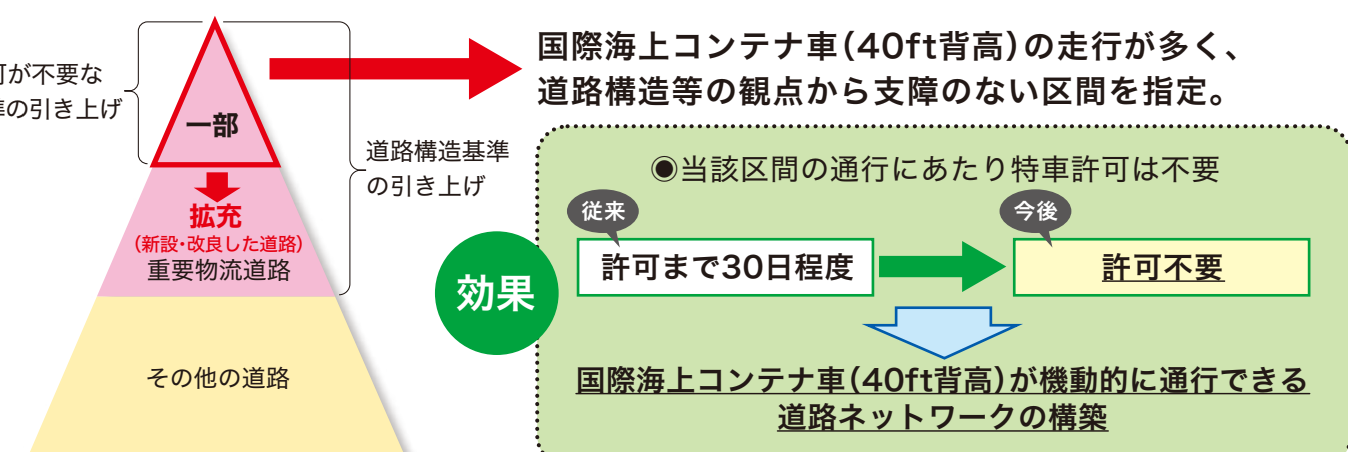 可が不要な
準の引き上げ
一部
拡充
(新設・改良した道路)
重要物流道路
その他の道路
道路構造基準
の引き上げ
国際海上コンテナ車(40ft背高)の走行が多く、
道路構造等の観点から支障のない区間を指定。
効果
◉当該区間の通行にあたり特車許可は不要
従来
許可まで30日程度
今後
許可不要
国際海上コンテナ車(40ft背高)が機動的に通行できる
道路ネットワークの構築